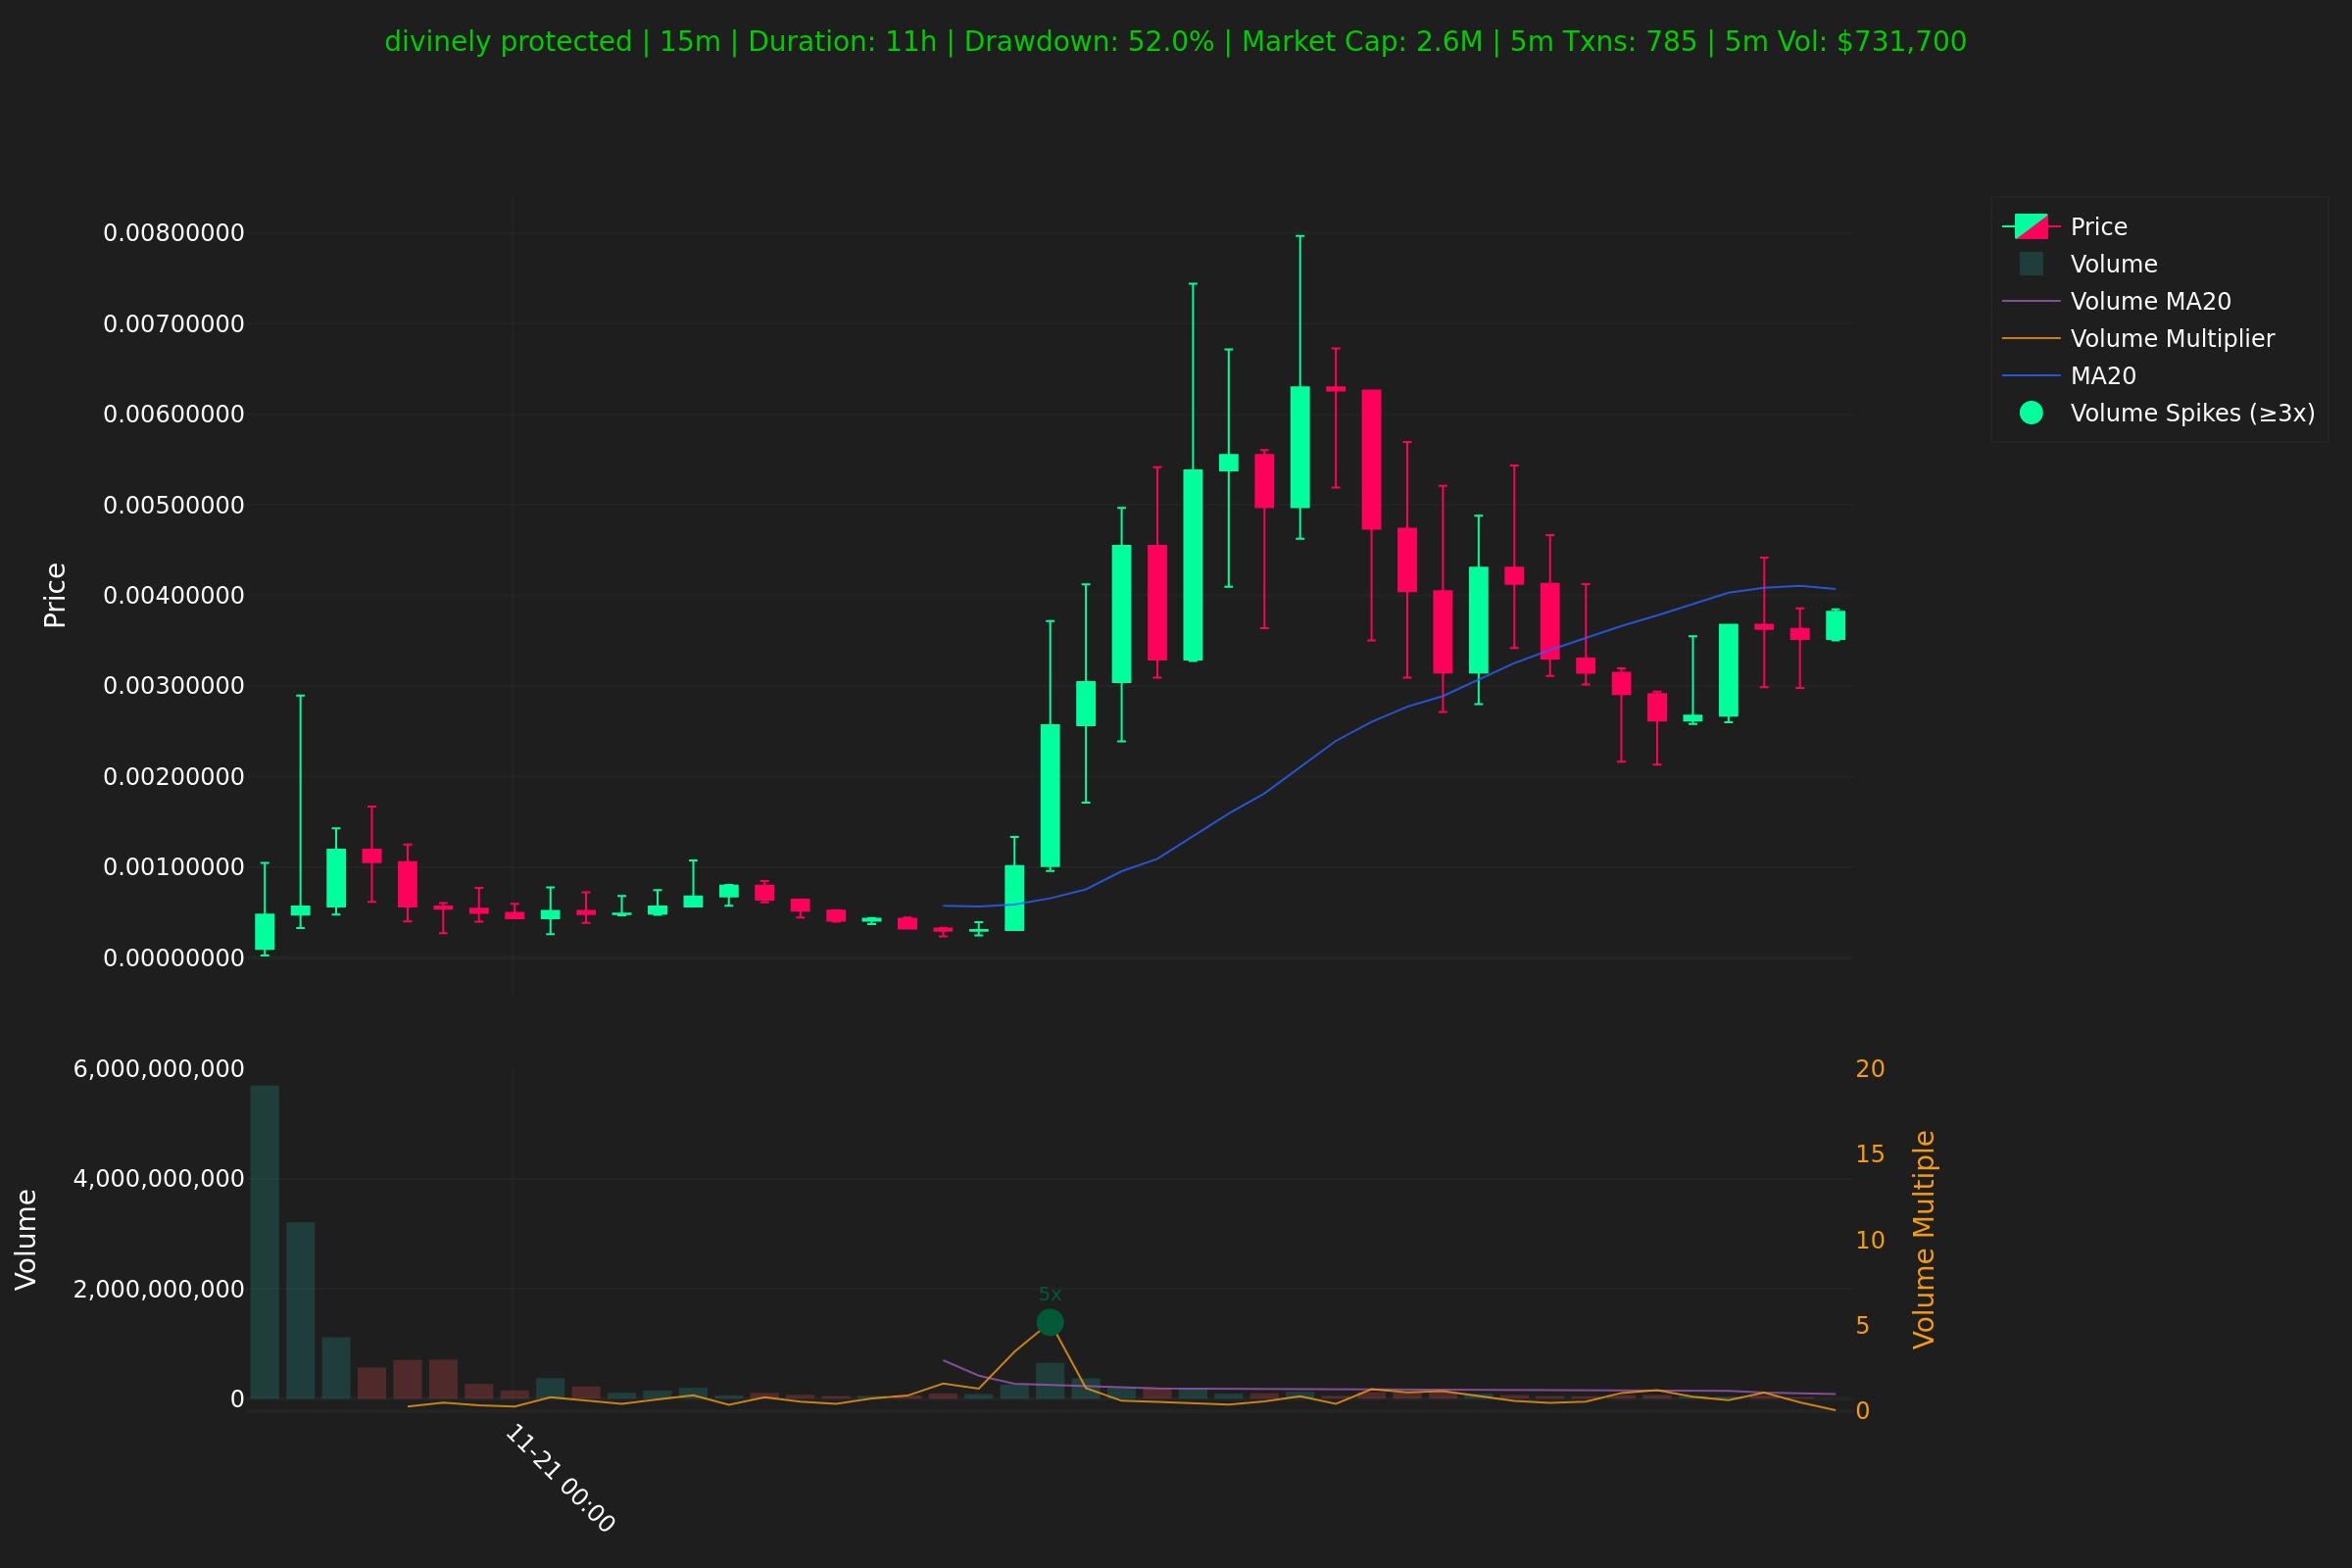 divinely protected | 15m | Duration: 11h | Drawdown: 52.0% | Market Cap: 2.6M | 5m Txns: 785 | 5m Vol: $731,700
Price
0.00800000
0.00700000
0.00600000
0.00500000
0.00400000
0.00300000
0.00200000
0.00100000
0.00000000
Price
Volume
Volume MA20
Volume Multiplier
MA20
Volume Spikes (≥3x)
Volume
6,000,000,000
4,000,000,000
2,000,000,000
0
5x
20
15
10
5
0
Volume Multiple
11-21 00:00